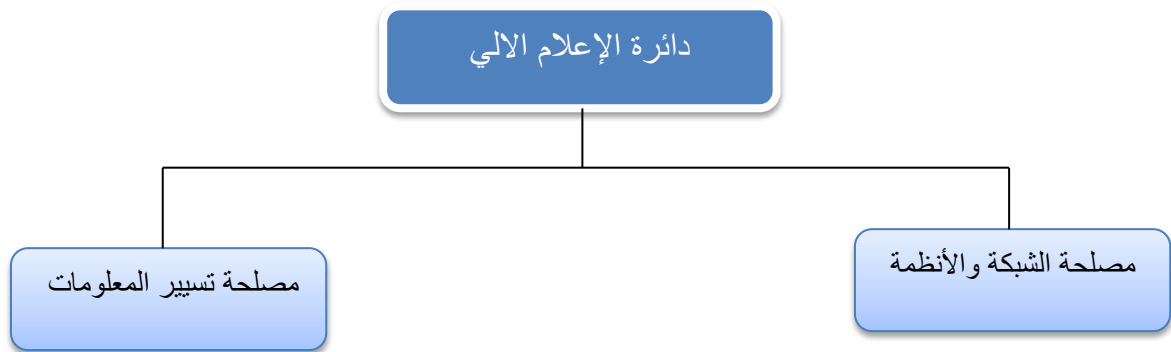 دائرة الإعلام الالي
مصلحة الشبكة والأنظمة
مصلحة تسيير المعلومات